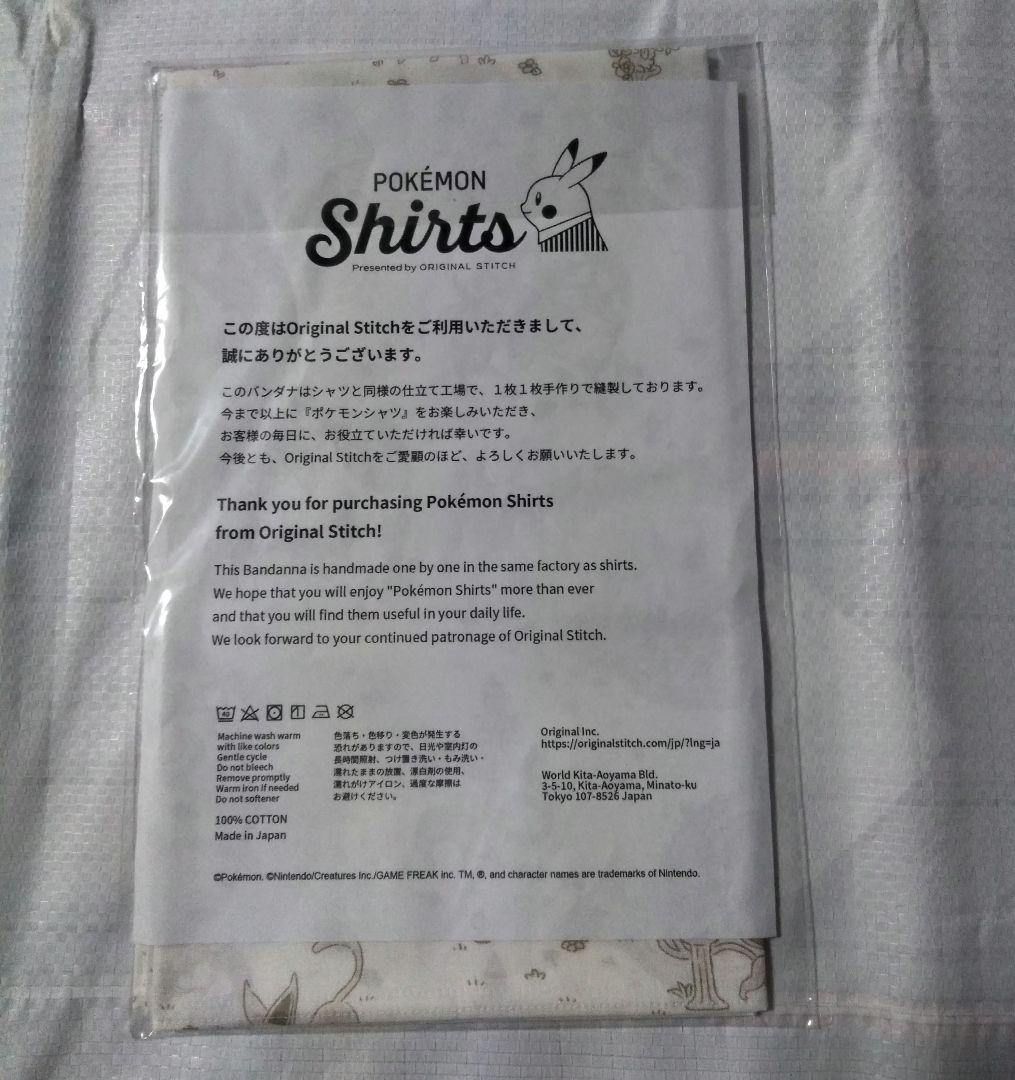 POKÉMON
Shirts
Presented by ORIGINAL STITCH
この度はOriginal Stitchをご利用いただきまして、
誠にありがとうございます。
このバンダナはシャツと同様の仕立て工場で、１枚１枚手作りで縫製しております。
今まで以上に『ポケモンシャツ』をお楽しみいただき、
お客様の毎日に、お役立ていただければ幸いです。
今後とも、Original Stitchをご愛顧のほど、よろしくお願いいたします。
Thank you for purchasing Pokémon Shirts
from Original Stitch!
This Bandanna is handmade one by one in the same factory as shirts.
We hope that you will enjoy "Pokémon Shirts" more than ever
and that you will find them useful in your daily life.
We look forward to your continued patronage of Original Stitch.
40
Machine wash warm
with like colors
Gentle cycle
Do not bleech
Remove promptly
Warm iron if needed
Do not softener
100% COTTON
Made in Japan
色落ち・色移り・変色が発生する
恐れがありますので、日光や室内灯の
長時間照射、つけ置き洗い・もみ洗い・
濡れたままの放置、漂白剤の使用、
濡れがけアイロン、過度な摩擦は
お避けください。
Original Inc.
https://originalstitch.com/jp/?lng=ja
World Kita-Aoyama Bld.
3-5-10, Kita-Aoyama, Minato-ku
Tokyo 107-8526 Japan
©Pokémon. ©Nintendo/Creatures Inc./GAME FREAK inc. TM, ®, and character names are trademarks of Nintendo.